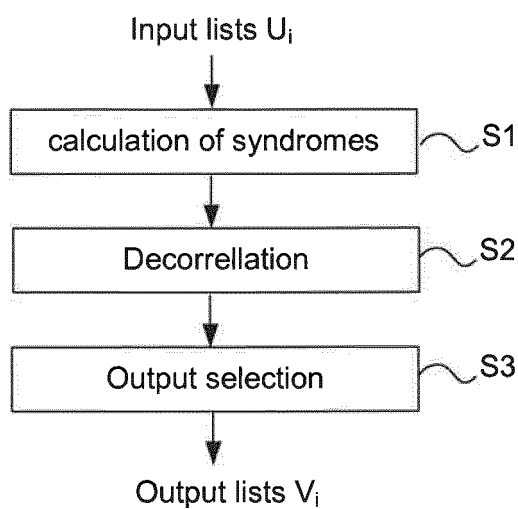 Input lists Uᵢ
calculation of syndromes
S1
Decorrellation
S2
Output selection
S3
Output lists Vᵢ